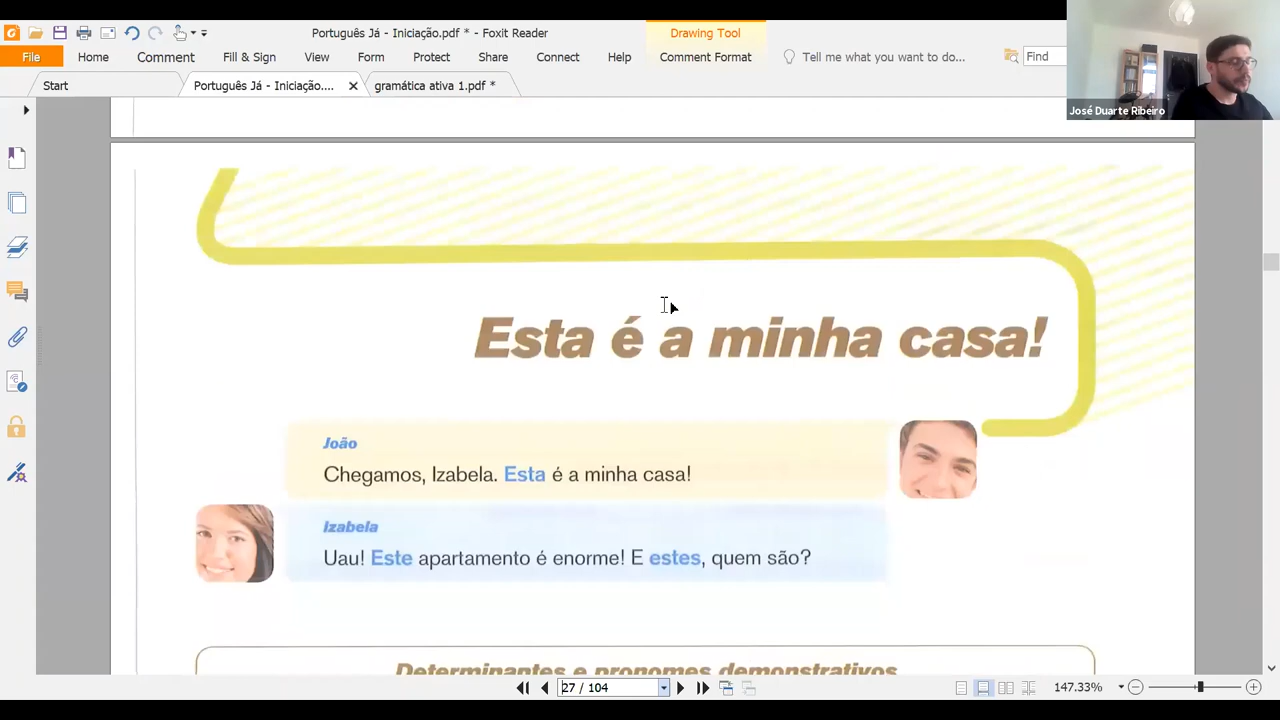 Português Já - Iniciação.pdf * - Foxit Reader
Drawing Tool
File Home Comment Fill & Sign View Form Protect Share Connect Help Comment Format Tell me what you want to do... Find
José Duarte Ribeiro
Start Português Já - Iniciação.... gramática ativa 1.pdf *
Esta é a minha casa!
João
Chegamos, Izabela. Esta é a minha casa!
Izabela
Uau! Este apartamento é enorme! E estes, quem são?
Determinantes e pronomes demonstrativos
27 / 104 147.33%